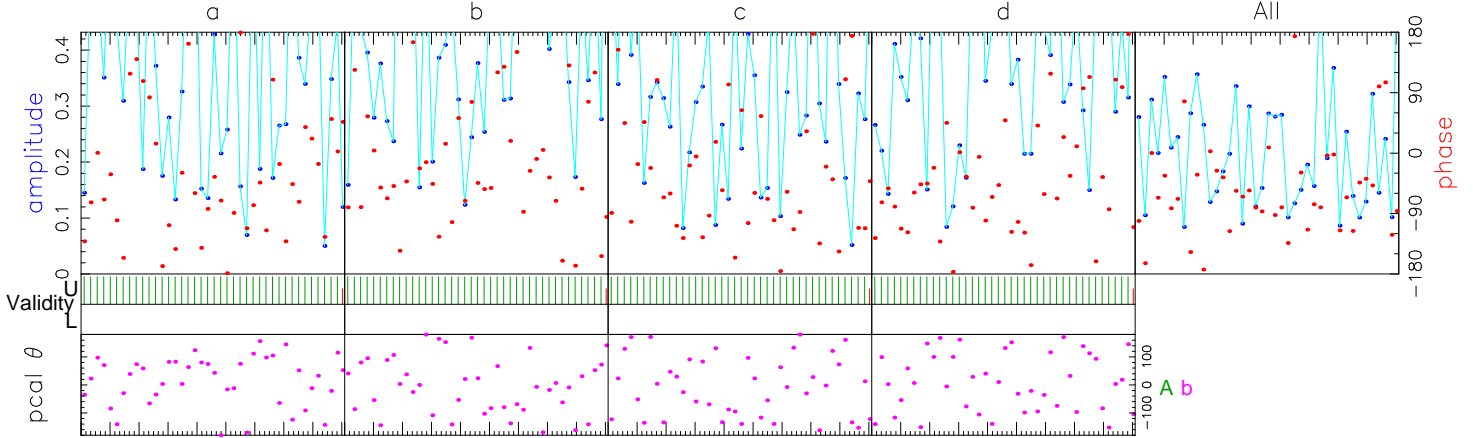 a b c d All
amplitude
0 0.1 0.2 0.3 0.4
180 90 0 −90 −180
phase
Validity
U
L
pcal θ
100 0 −100
A b